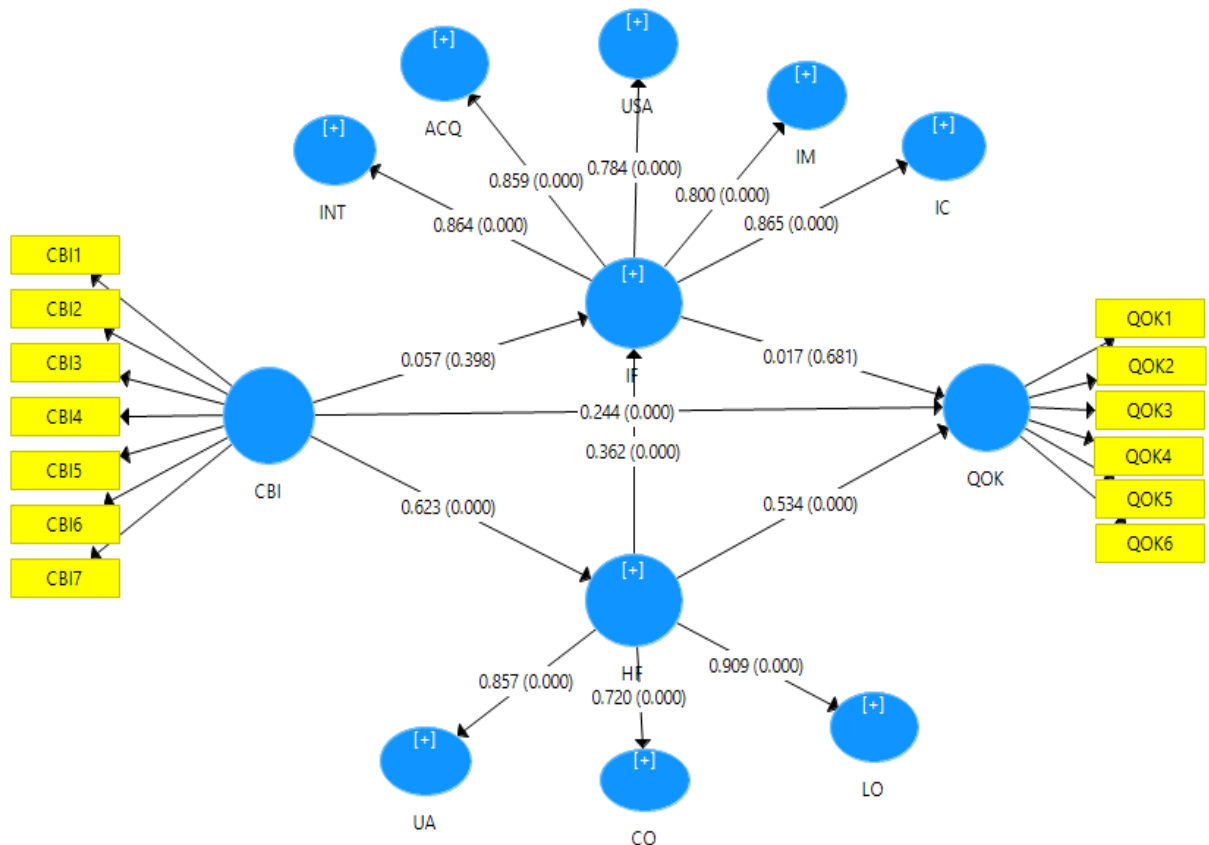 [+]
USA
[+]
ACQ
[+]
IM
[+]
INT
[+]
IC
0.864 (0.000)
0.859 (0.000)
0.784 (0.000)
0.800 (0.000)
0.865 (0.000)
[+]
IF
CBI1
CBI2
CBI3
CBI4
CBI5
CBI6
CBI7
CBI
0.057 (0.398)
0.017 (0.681)
0.244 (0.000)
0.362 (0.000)
0.623 (0.000)
0.534 (0.000)
QOK
QOK1
QOK2
QOK3
QOK4
QOK5
QOK6
[+]
HF
0.857 (0.000)
0.720 (0.000)
0.909 (0.000)
[+]
UA
[+]
CO
[+]
LO